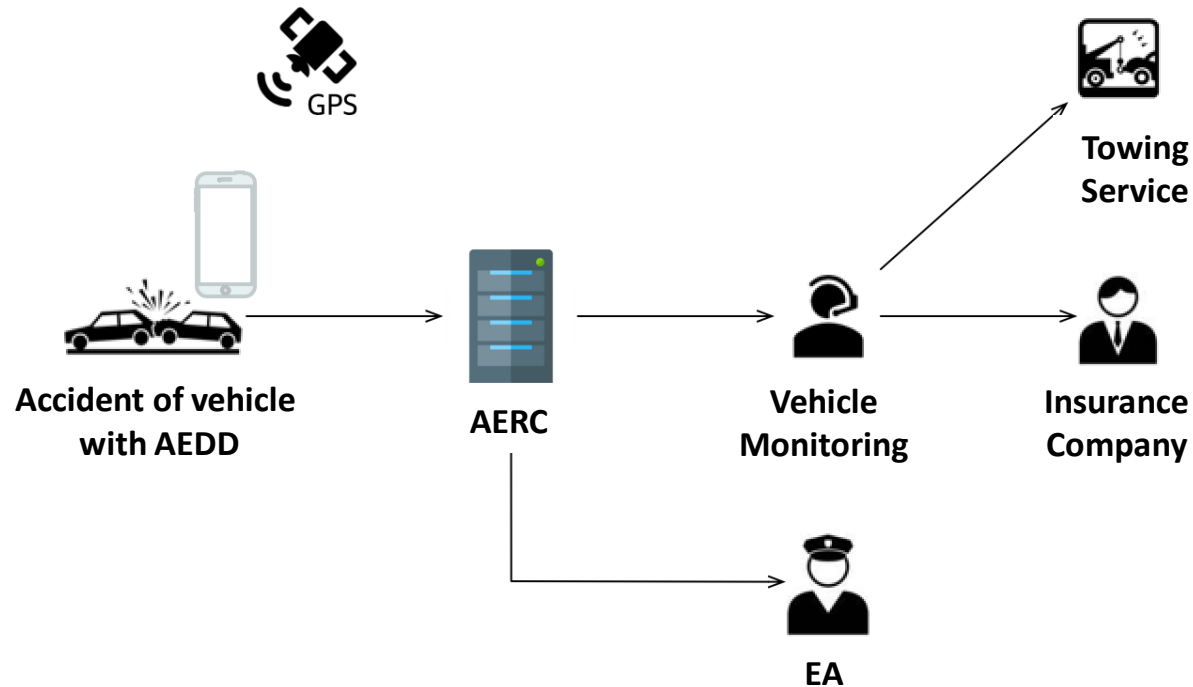 GPS
Towing
Service
Accident of vehicle
with AEDD
AERC
Vehicle
Monitoring
Insurance
Company
EA